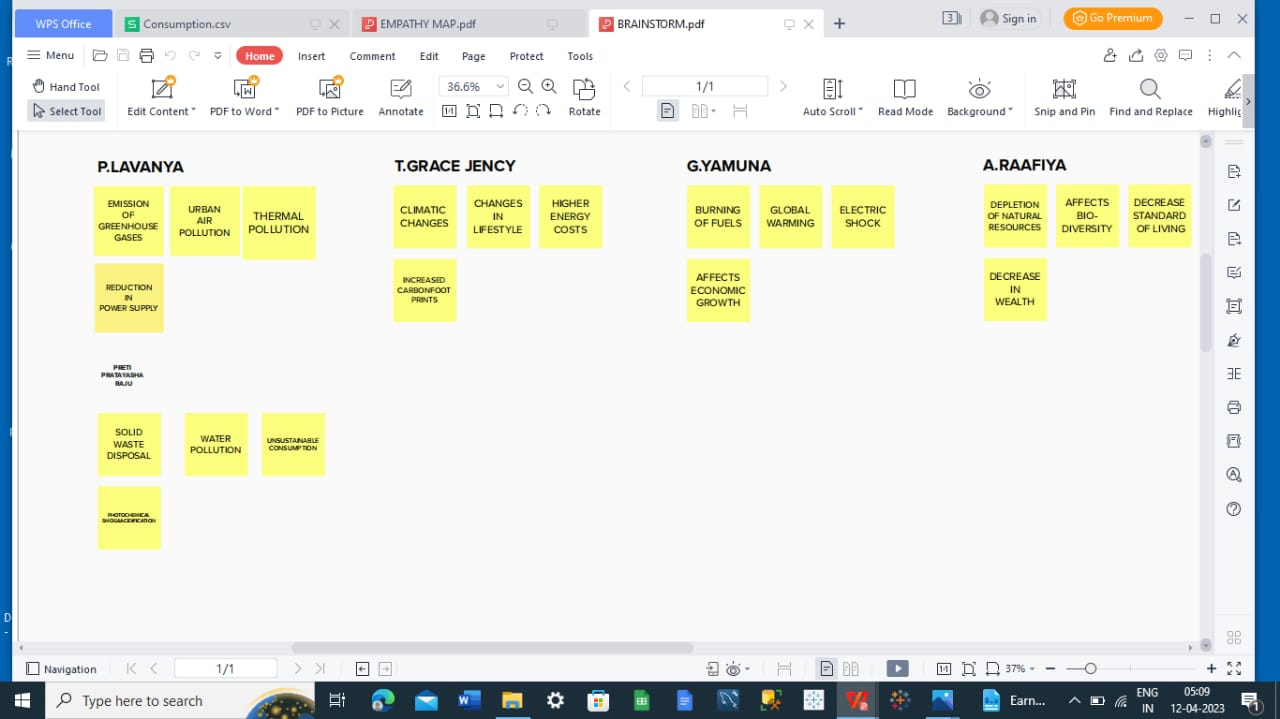 WPS Office
Consumption.csv
EMPATHY MAP.pdf
BRAINSTORM.pdf
Sign in
Go Premium
Menu
Home
Insert
Comment
Edit
Page
Protect
Tools
Hand Tool
Select Tool
Edit Content
PDF to Word
PDF to Picture
Annotate
36.6%
Rotate
1/1
Auto Scroll
Read Mode
Background
Snip and Pin
Find and Replace
P.LAVANYA
EMISSION
OF
GREENHOUSE
GASES
URBAN
AIR
POLLUTION
THERMAL
POLLUTION
REDUCTION
IN
POWER SUPPLY
T.GRACE JENCY
CLIMATIC
CHANGES
CHANGES
IN
LIFESTYLE
HIGHER
ENERGY
COSTS
INCREASED
CARBONFOOT
PRINTS
G.YAMUNA
BURNING
OF FUELS
GLOBAL
WARMING
ELECTRIC
SHOCK
AFFECTS
ECONOMIC
GROWTH
A.RAAFIYA
DEPLETION
OF NATURAL
RESOURCES
AFFECTS
BIO-
DIVERSITY
DECREASE
STANDARD
OF LIVING
DECREASE
IN
WEALTH
PRETI
PRATAYASHA
RAJU
SOLID
WASTE
DISPOSAL
WATER
POLLUTION
UNSUSTAINABLE
CONSUMPTION
PHOTOCHEMICAL
Navigation
1/1
37%
Type here to search
Earn...
ENG
IN
05:09
12-04-2023